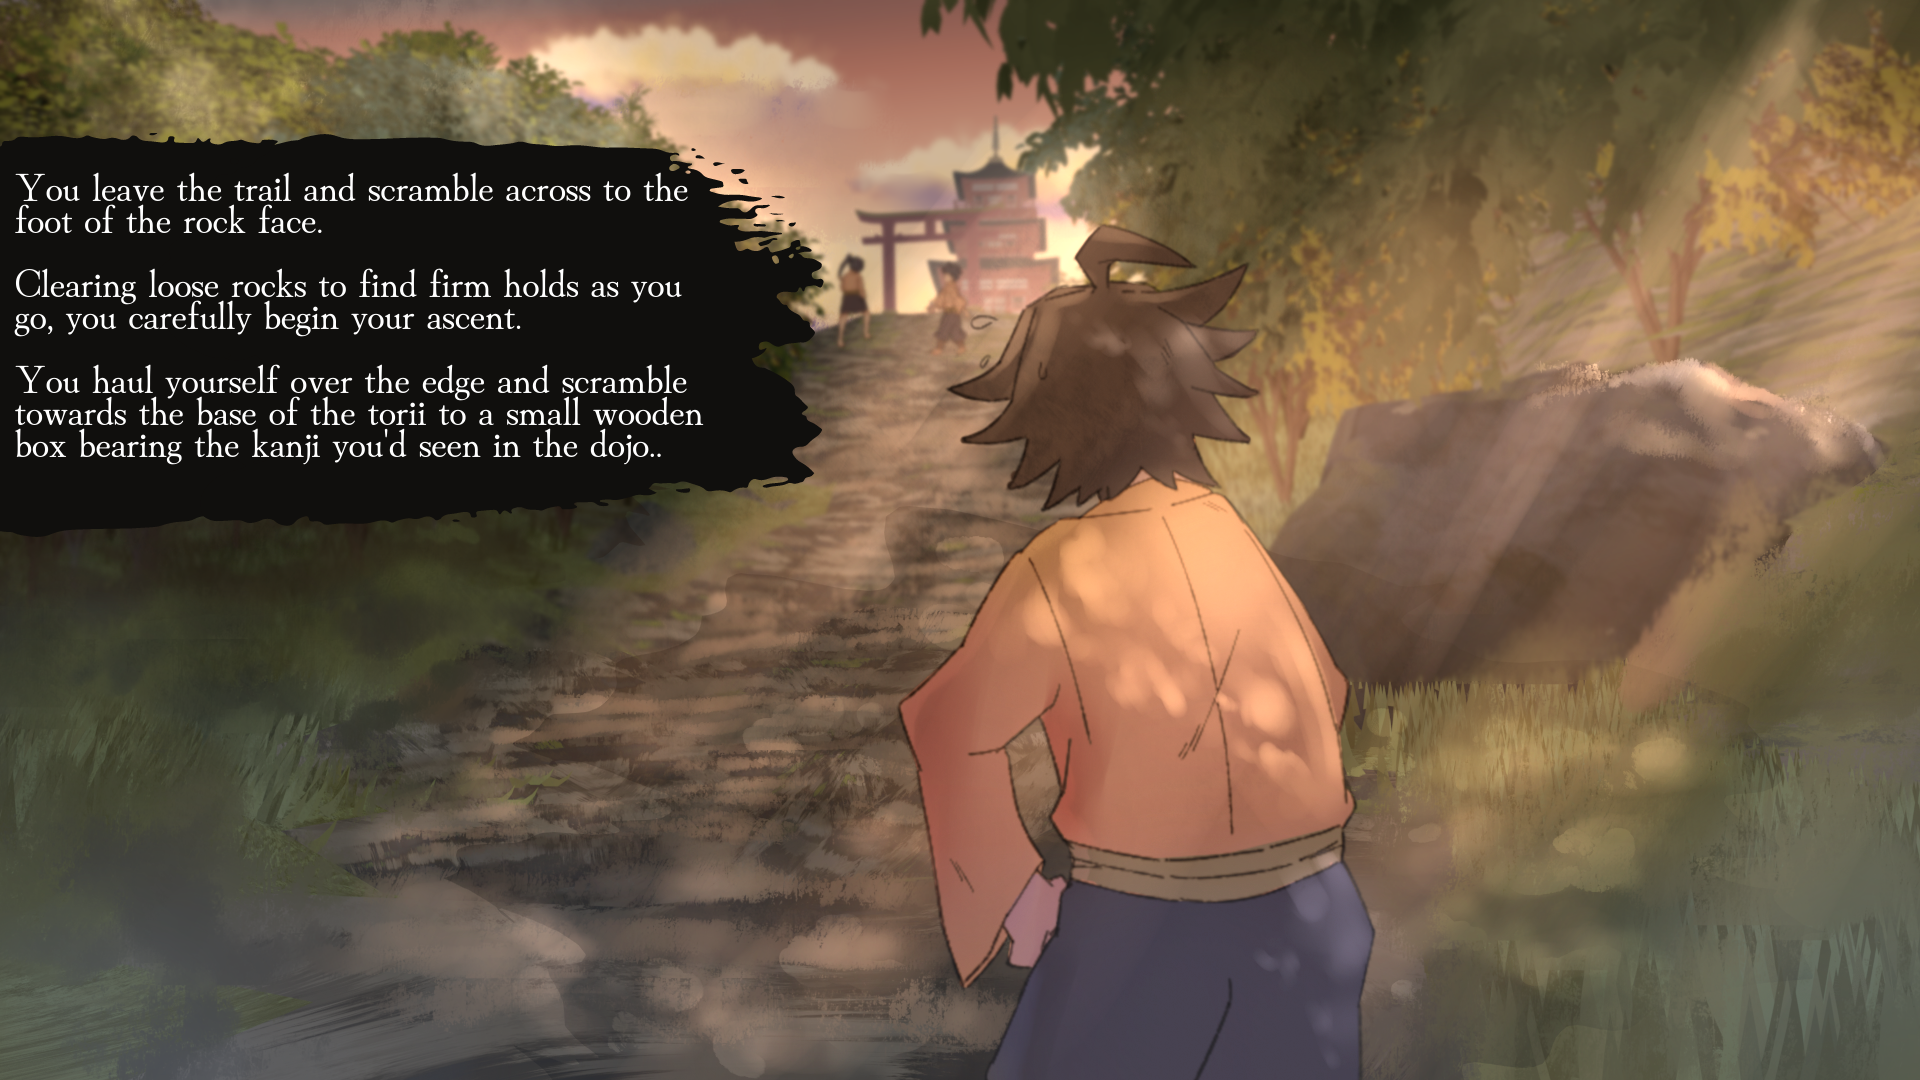 You leave the trail and scramble across to the
foot of the rock face.
Clearing loose rocks to find firm holds as you
go, you carefully begin your ascent.
You haul yourself over the edge and scramble
towards the base of the torii to a small wooden
box bearing the kanji you'd seen in the dojo..